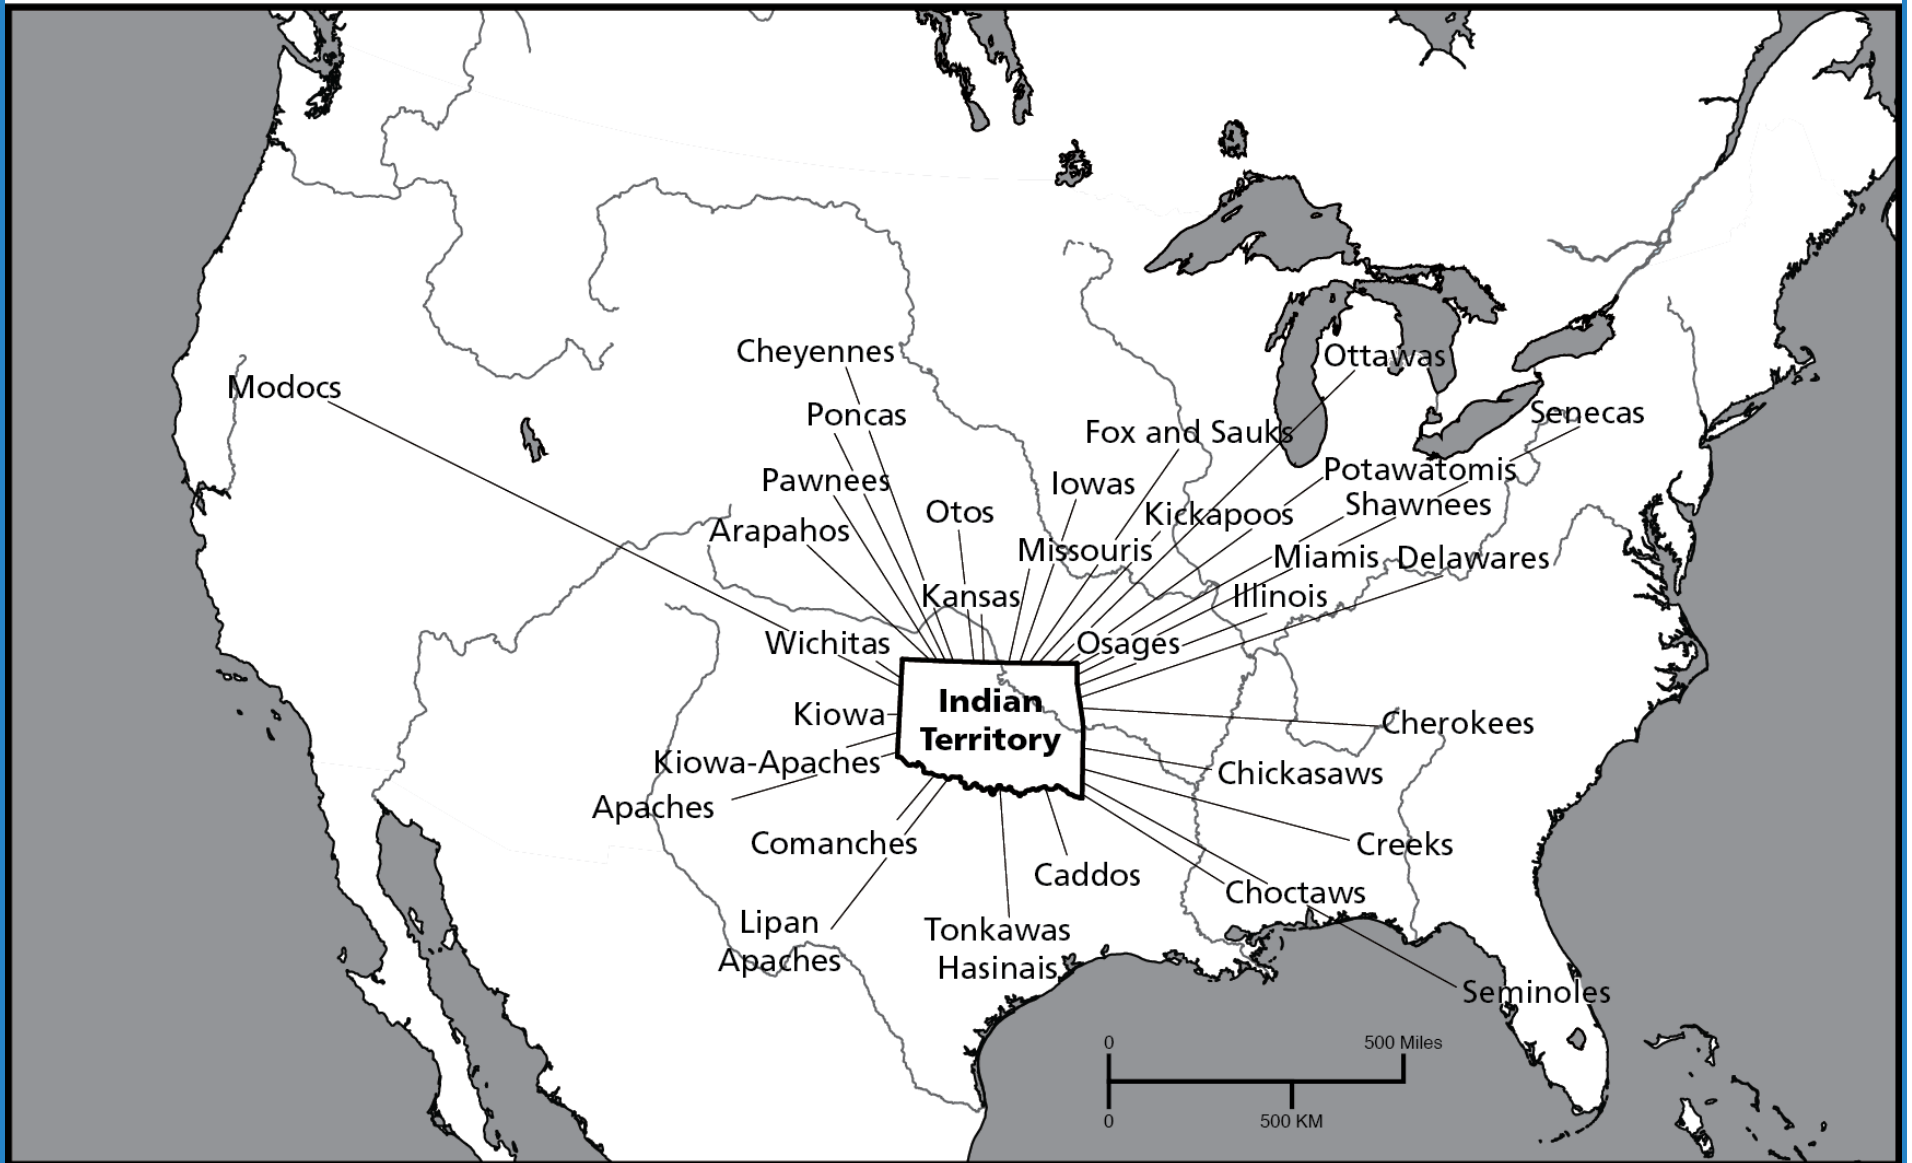 Cheyennes
Ottawas
Modocs
Poncas
Senecas
Fox and Sauks
Potawatomis
Pawnees
Iowas
Shawnees
Otos
Kickapoos
Arapahos
Missouris
Miamis
Delawares
Kansas
Illinois
Wichitas
Osages
Indian
Territory
Kiowa
Cherokees
Kiowa-Apaches
Chickasaws
Apaches
Comanches
Creeks
Caddos
Choctaws
Lipan
Apaches
Tonkawas
Hasinais
Seminoles
0
500 Miles
0
500 KM